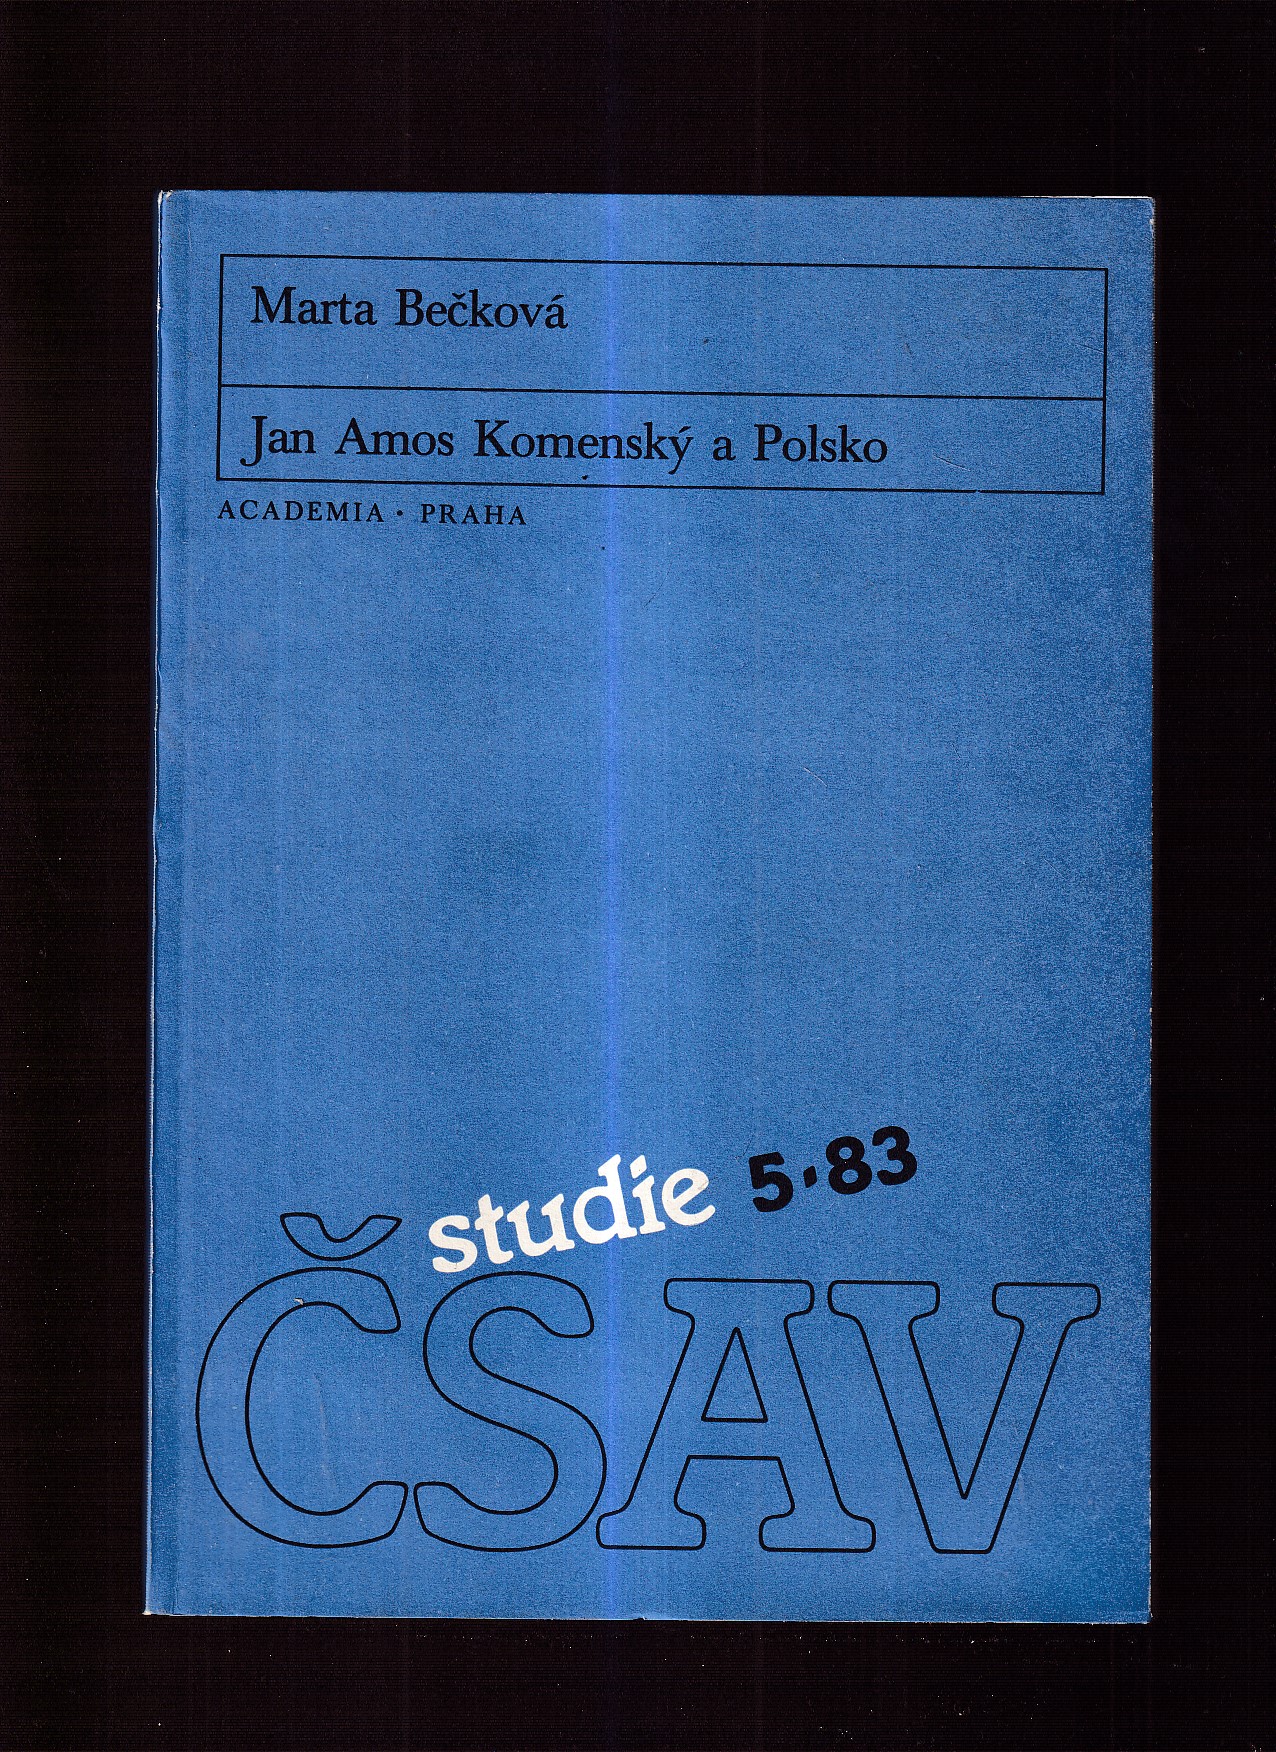 Marta Bečková
Jan Amos Komenský a Polsko
ACADEMIA · PRAHA
studie 5·83
ČSAV